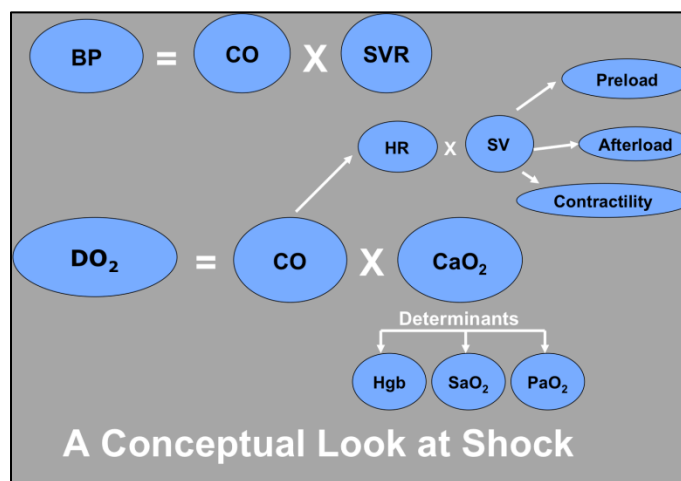 BP = CO X SVR
Preload
HR X SV
Afterload
Contractility
DO₂ = CO X CaO₂
Determinants
Hgb SaO₂ PaO₂
A Conceptual Look at Shock